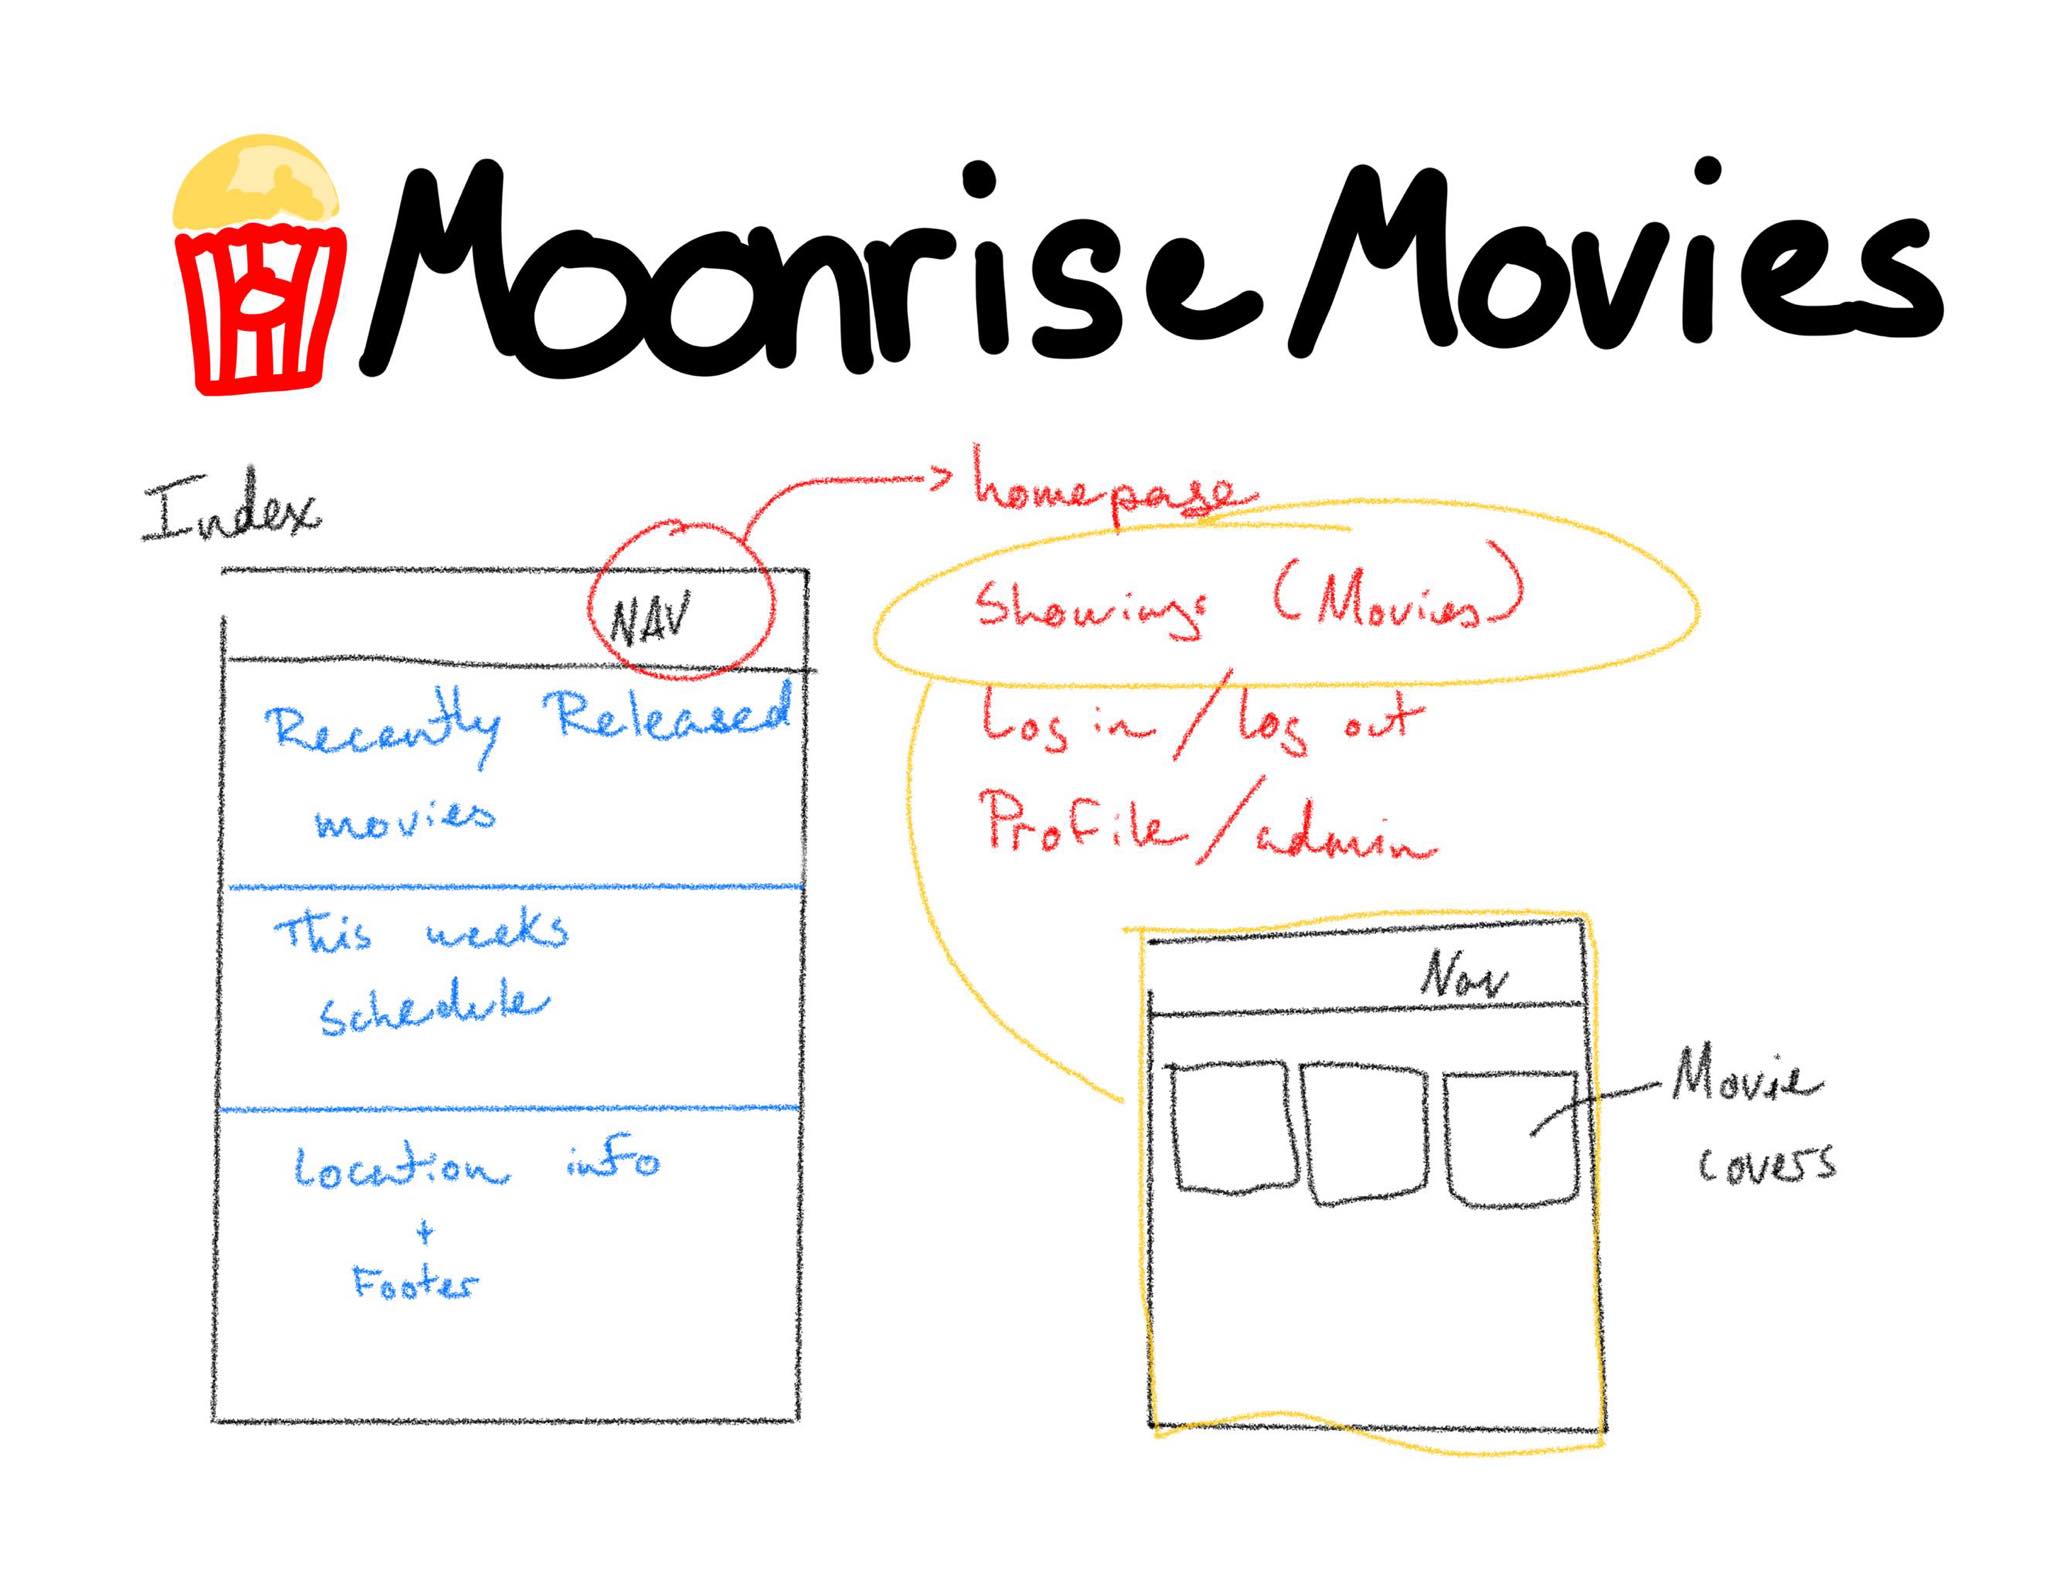 Moonrise Movies
Index
NAV
Recently Released
movies
This weeks
schedule
Location info
+
Footer
homepage
Showings (Movies)
Log in / log out
Profile / admin
Nav
Movie
covers